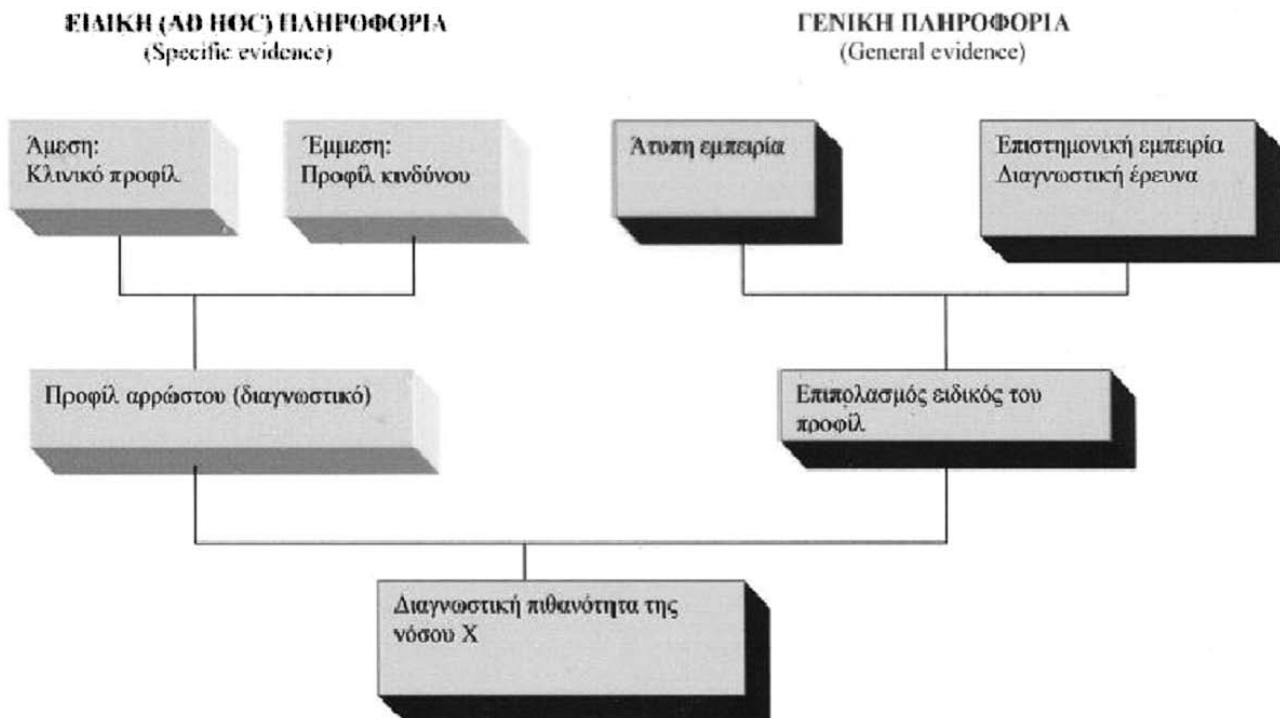 ΕΙΔΙΚΗ (AD HOC) ΠΛΗΡΟΦΟΡΙΑ
(Specific evidence)
ΓΕΝΙΚΗ ΠΛΗΡΟΦΟΡΙΑ
(General evidence)
Άμεση:
Κλινικό προφίλ
Έμμεση:
Προφίλ κινδύνου
Άτυπη εμπειρία
Επιστημονική εμπειρία
Διαγνωστική έρευνα
Προφίλ αρρώστου (διαγνωστικό)
Επιπολασμός ειδικός του
προφίλ
Διαγνωστική πιθανότητα της
νόσου Χ